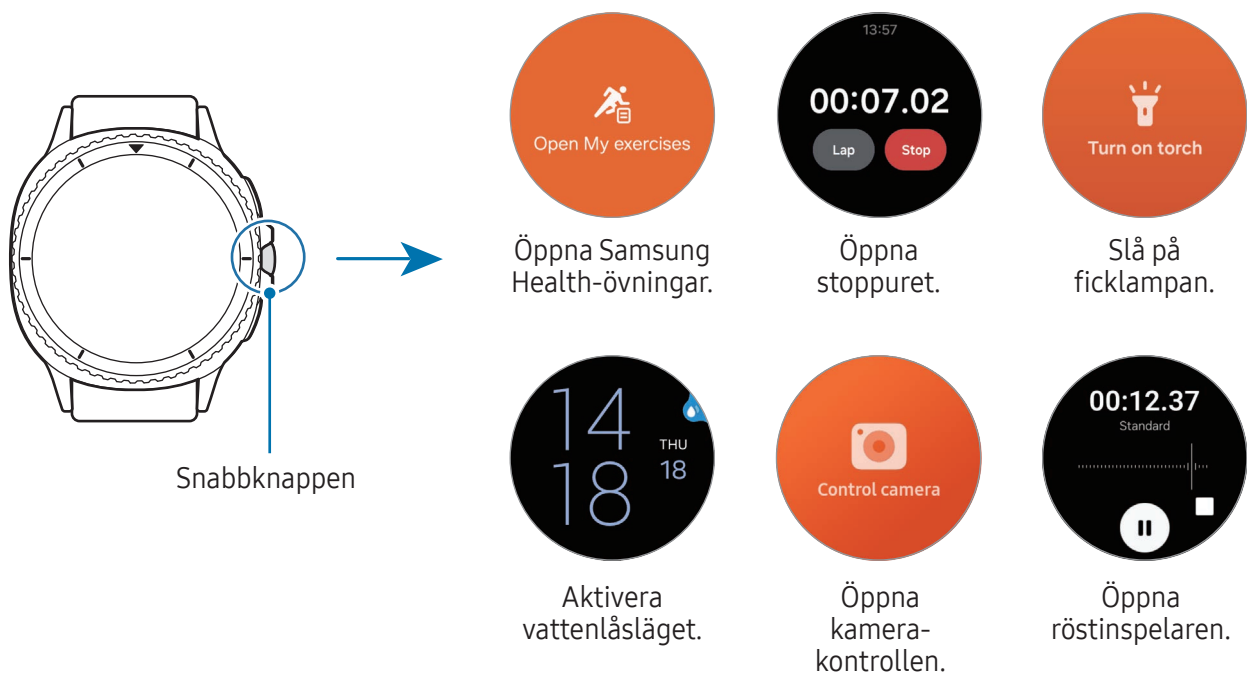 Snabbknappen
Open My exercises
Öppna Samsung
Health-övningar.
13:57
00:07.02
Lap
Stop
Öppna
stoppuret.
Turn on torch
Slå på
ficklampan.
14
18
THU
18
Aktivera
vattenlåsläget.
Control camera
Öppna
kamera-
kontrollen.
00:12.37
Standard
Öppna
röstinspelaren.